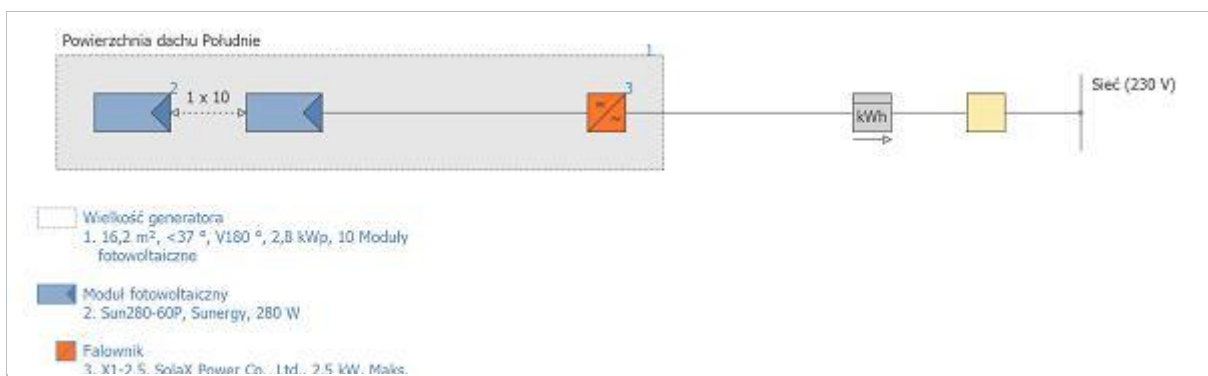 Powierzchnia dachu Południe
1
2
1 x 10
3
kWh
Sieć (230 V)
Wielkość generatora
1. 16,2 m², <37 °, V180 °, 2,8 kWp, 10 Moduly
fotowoltaiczne
Moduł fotowoltaiczny
2. Sun280-60P, Sunergy, 280 W
Falownik
3. X1-2.5, SolaX Power Co., Ltd., 2.5 kW, Maks.